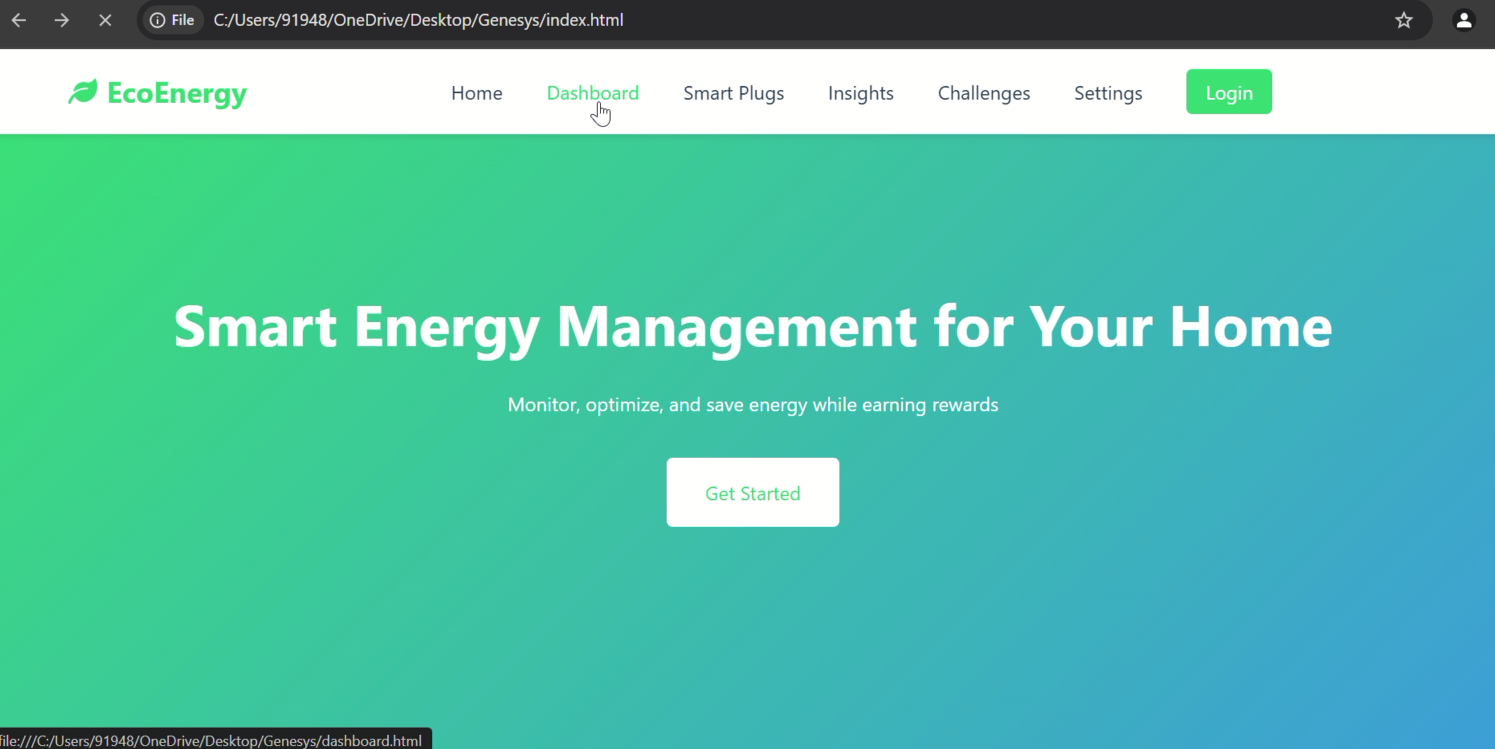 File C:/Users/91948/OneDrive/Desktop/Genesys/index.html
EcoEnergy Home Dashboard Smart Plugs Insights Challenges Settings Login
Smart Energy Management for Your Home
Monitor, optimize, and save energy while earning rewards
Get Started
file:///C:/Users/91948/OneDrive/Desktop/Genesys/dashboard.html